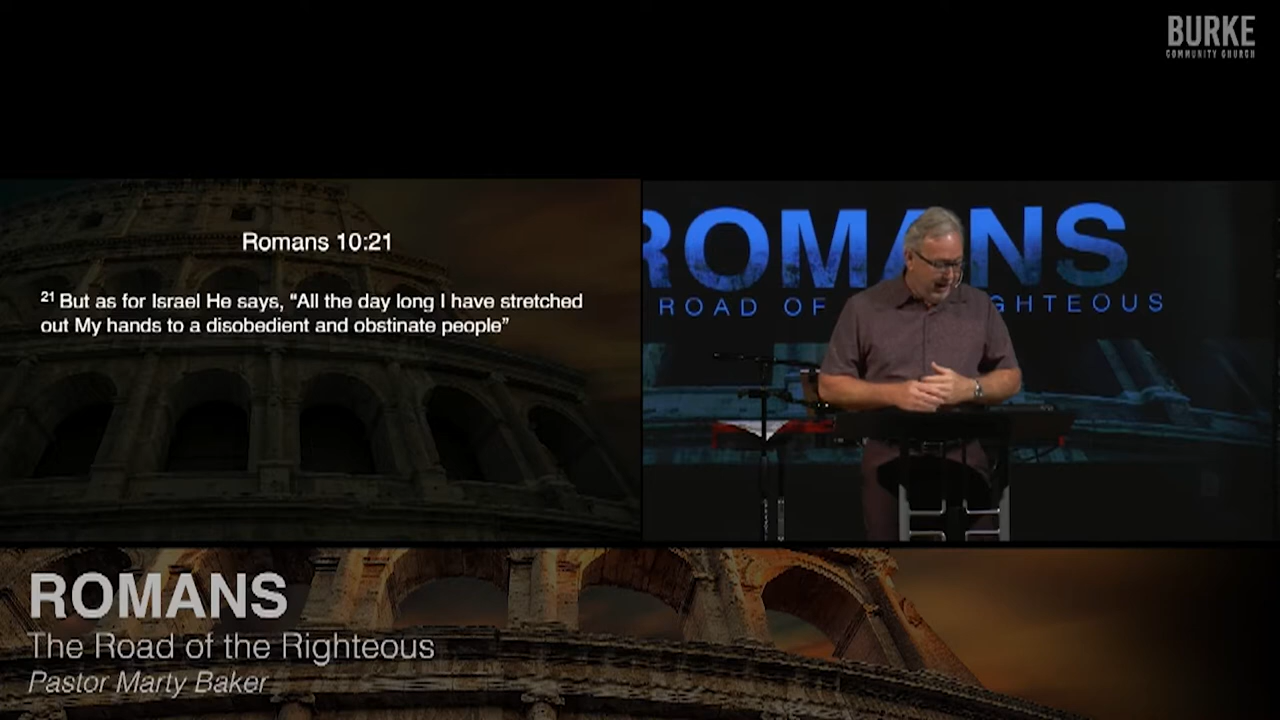 BURKE
COMMUNITY CHURCH
Romans 10:21
21 But as for Israel He says, "All the day long I have stretched
out My hands to a disobedient and obstinate people”
ROMANS
ROAD OF GHTEOUS
ROMANS
The Road of the Righteous
Pastor Marty Baker